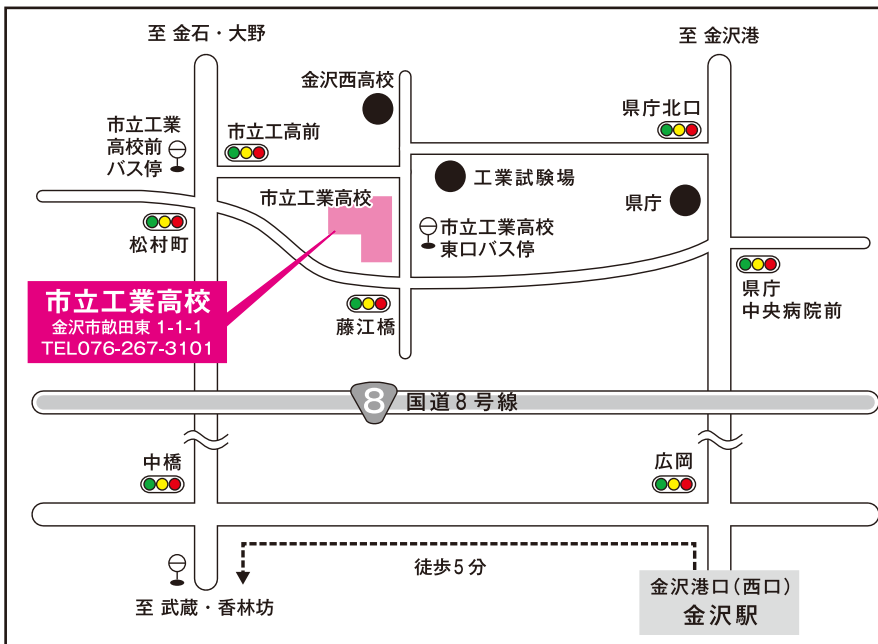 至 金石・大野
至 金沢港
金沢西高校
県庁北口
市立工業
高校前
バス停
市立工高前
市立工業高校
工業試験場
県庁
市立工業高校
東口バス停
松村町
県庁
中央病院前
市立工業高校
金沢市畝田東 1-1-1
TEL076-267-3101
藤江橋
8
国道8号線
中橋
広岡
徒歩5分
至 武蔵・香林坊
金沢港口(西口)
金沢駅